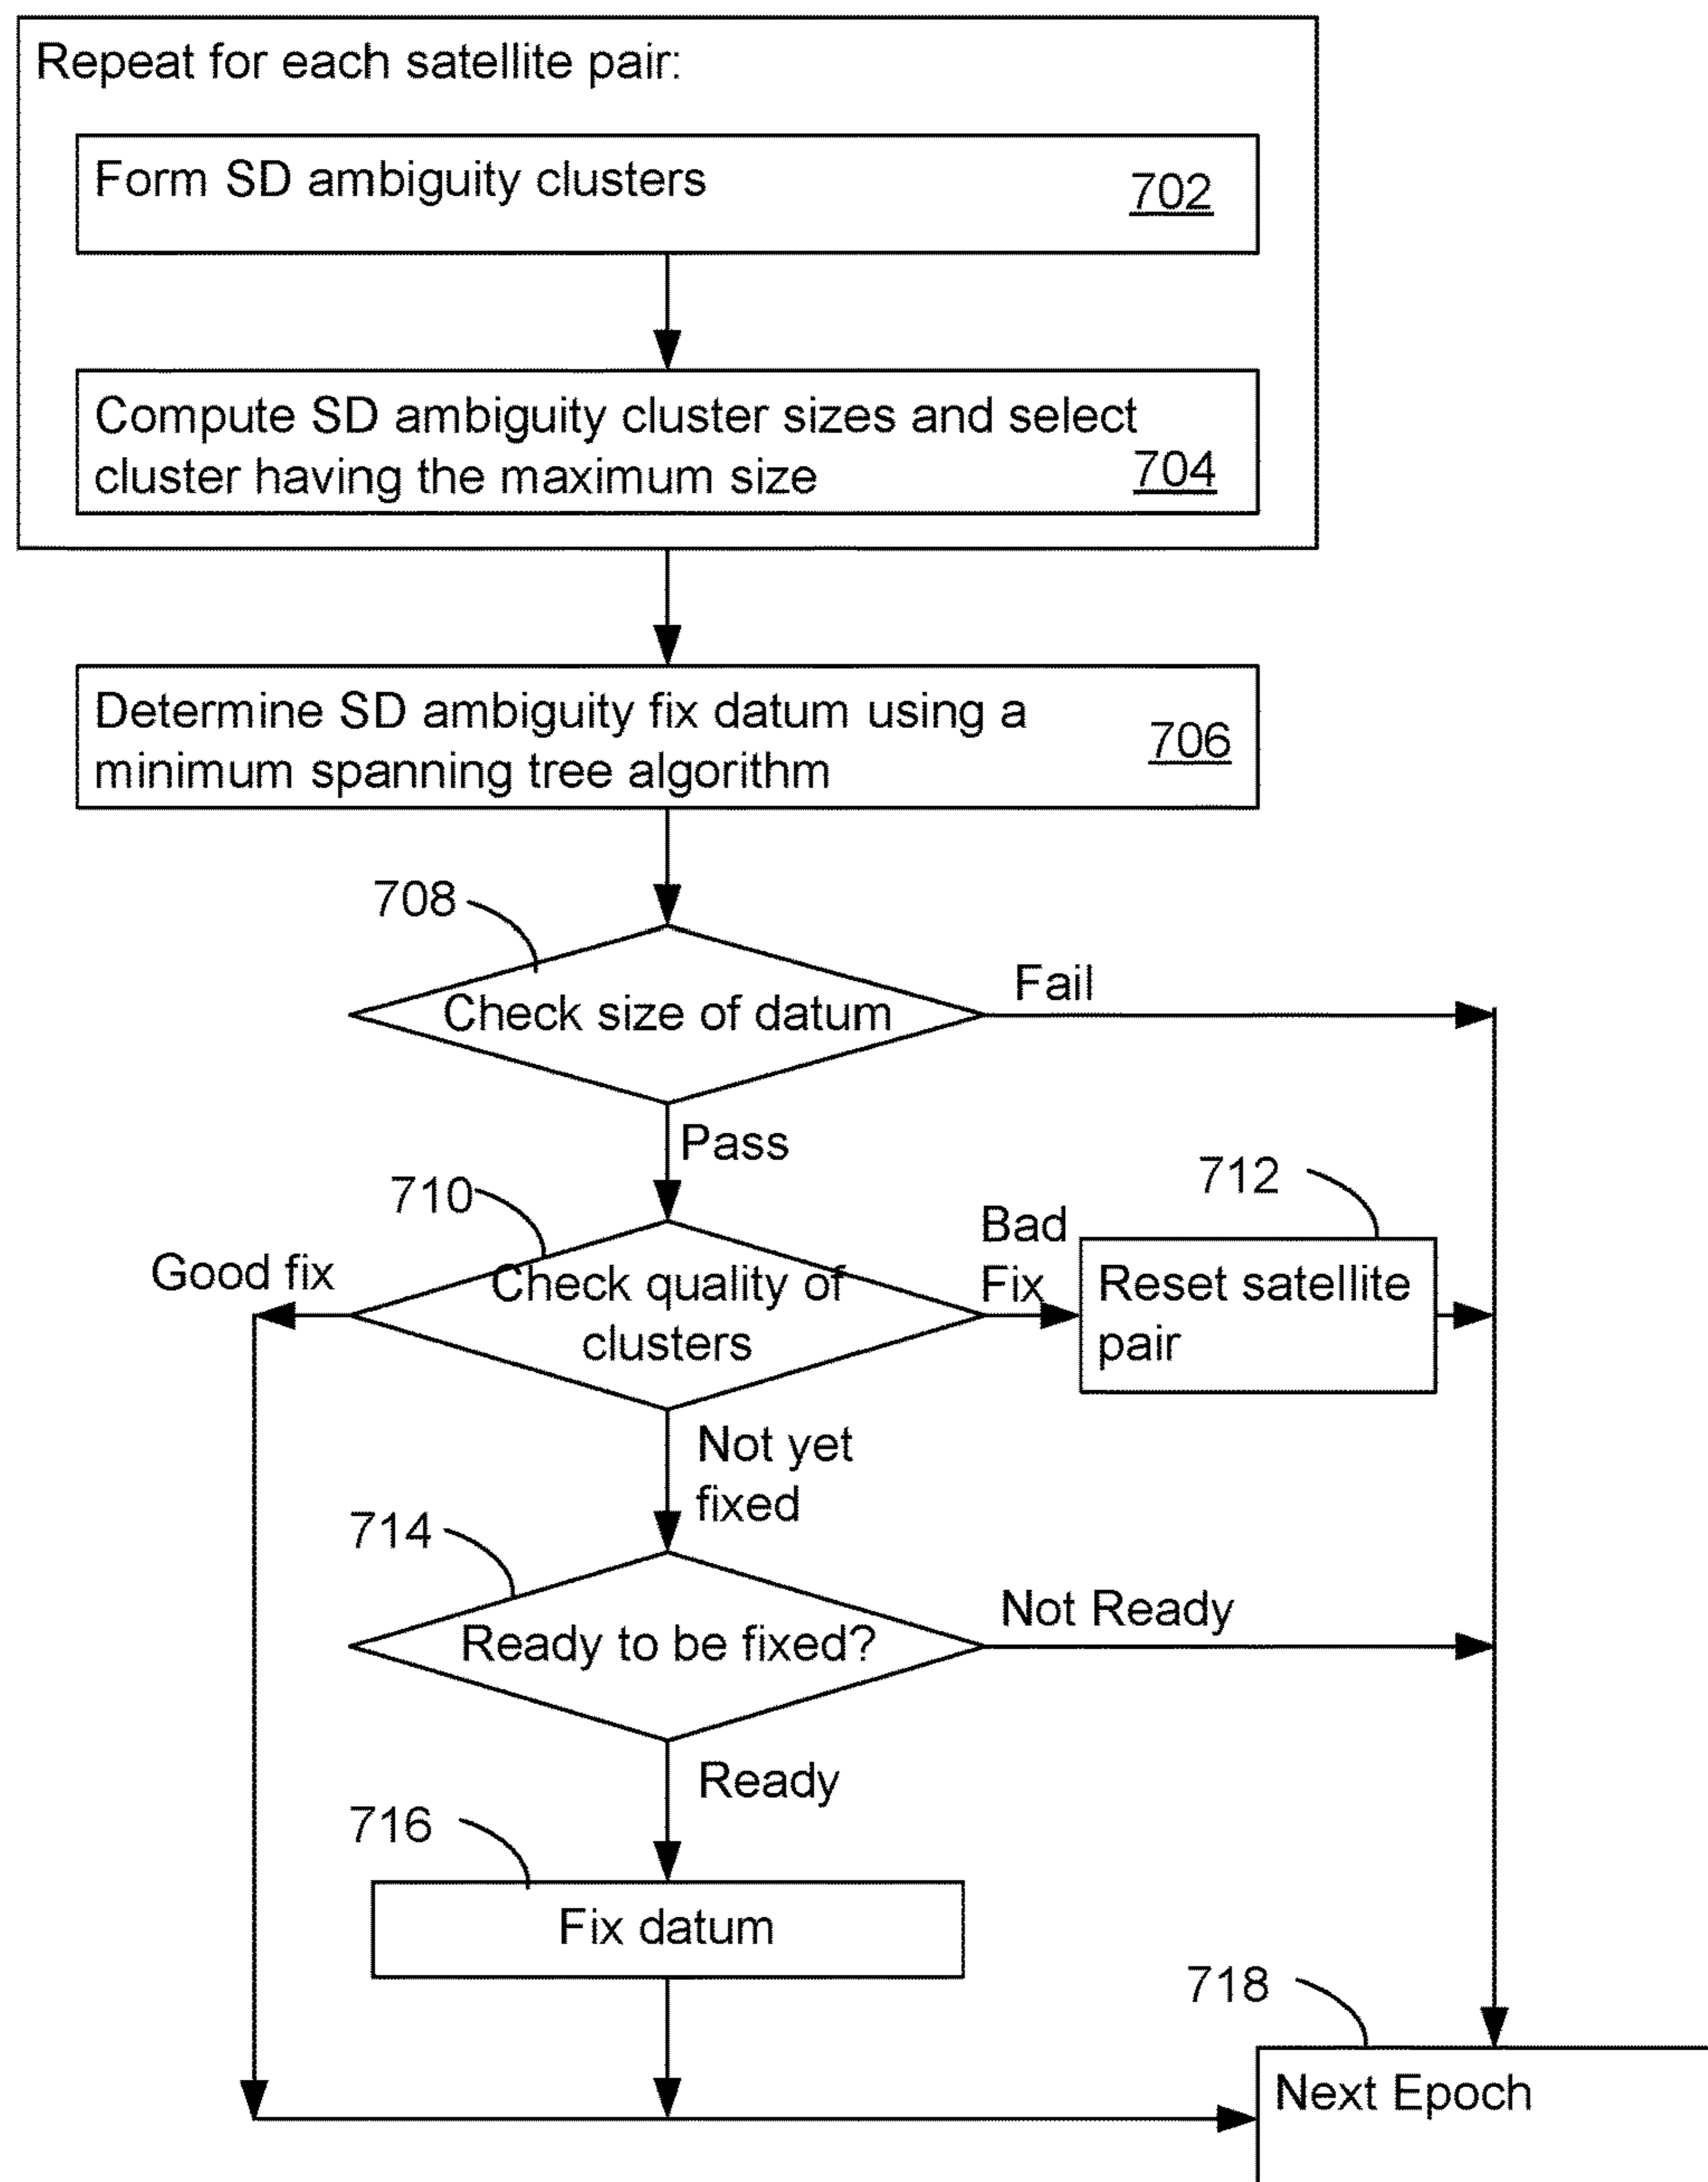 Repeat for each satellite pair:
Form SD ambiguity clusters
702
Compute SD ambiguity cluster sizes and select
cluster having the maximum size
704
Determine SD ambiguity fix datum using a
minimum spanning tree algorithm
706
708
Check size of datum
Fail
Pass
710
Good fix
Check quality of
clusters
Bad
Fix
712
Reset satellite
pair
Not yet
fixed
714
Ready to be fixed?
Not Ready
Ready
716
Fix datum
718
Next Epoch